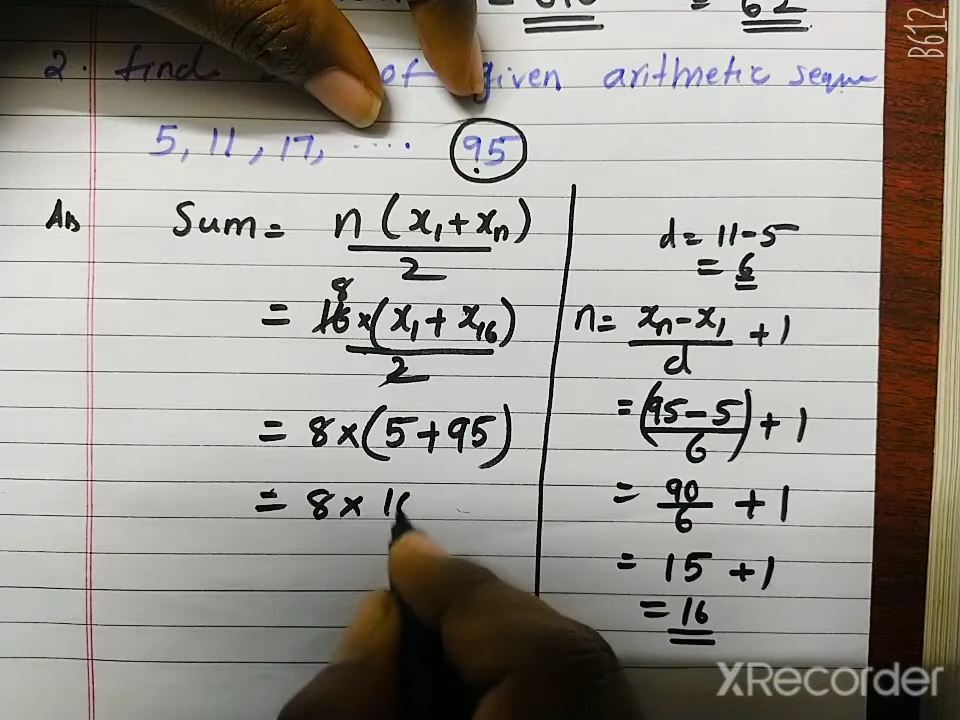 = 62
2. find of given arithmetic sequ
5, 11, 17, .... 95
Ans Sum = n(x₁+xₙ)/2
= 16×(x₁+x₁₆)/2
8
= 8×(5+95)
= 8×10
d = 11-5
= 6
n = xₙ-x₁/d +1
= (95-5/6)+1
= 90/6 +1
= 15 +1
= 16
B612
XRecorder